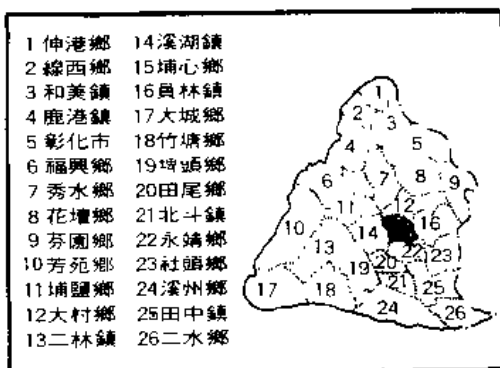 1 伸港鄉 14溪湖鎮
2 線西鄉 15埔心鄉
3 和美鎮 16員林鎮
4 鹿港鎮 17大城鄉
5 彰化市 18竹塘鄉
6 福興鄉 19埤頭鄉
7 秀水鄉 20田尾鄉
8 花壇鄉 21北斗鎮
9 芬園鄉 22永靖鄉
10芳苑鄉 23社頭鄉
11埔鹽鄉 24溪州鄉
12大村鄉 25田中鎮
13二林鎮 26二水鄉
1
2 3
4 5
6 7 8 9
11 12
10 14 16
13 22 23
19 20
17 18 21 25
24 26